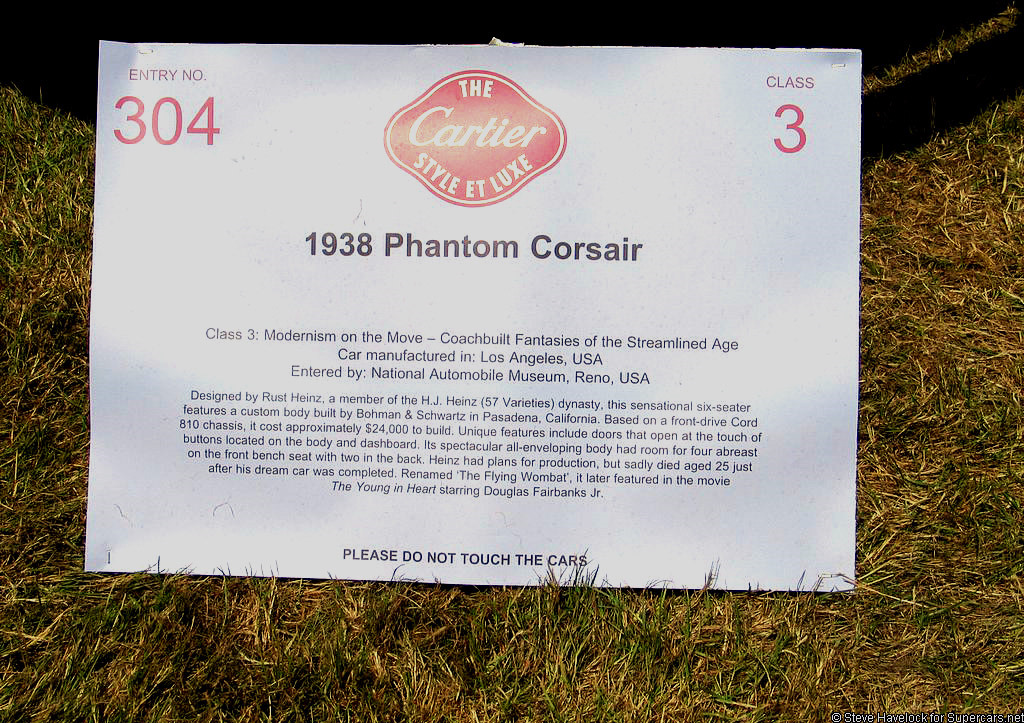 ENTRY NO.
304
THE
Cartier
STYLE ET LUXE
CLASS
3
1938 Phantom Corsair
Class 3: Modernism on the Move – Coachbuilt Fantasies of the Streamlined Age
Car manufactured in: Los Angeles, USA
Entered by: National Automobile Museum, Reno, USA
Designed by Rust Heinz, a member of the H.J. Heinz (57 Varieties) dynasty, this sensational six-seater
features a custom body built by Bohman & Schwartz in Pasadena, California. Based on a front-drive Cord
810 chassis, it cost approximately $24,000 to build. Unique features include doors that open at the touch of
buttons located on the body and dashboard. Its spectacular all-enveloping body had room for four abreast
on the front bench seat with two in the back. Heinz had plans for production, but sadly died aged 25 just
after his dream car was completed. Renamed ‘The Flying Wombat’, it later featured in the movie
The Young in Heart starring Douglas Fairbanks Jr.
PLEASE DO NOT TOUCH THE CARS
© Steve Havelock for Supercars.net